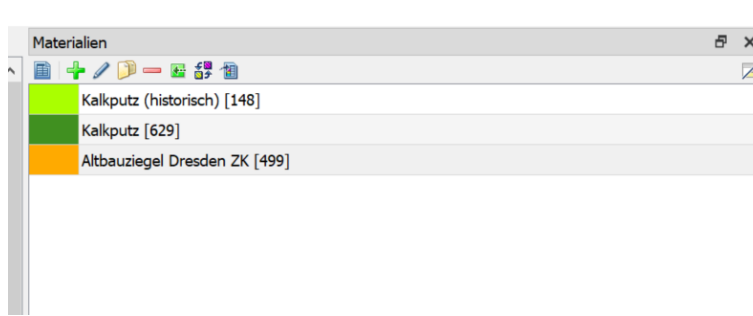 Materialien
Kalkputz (historisch) [148]
Kalkputz [629]
Altbauziegel Dresden ZK [499]